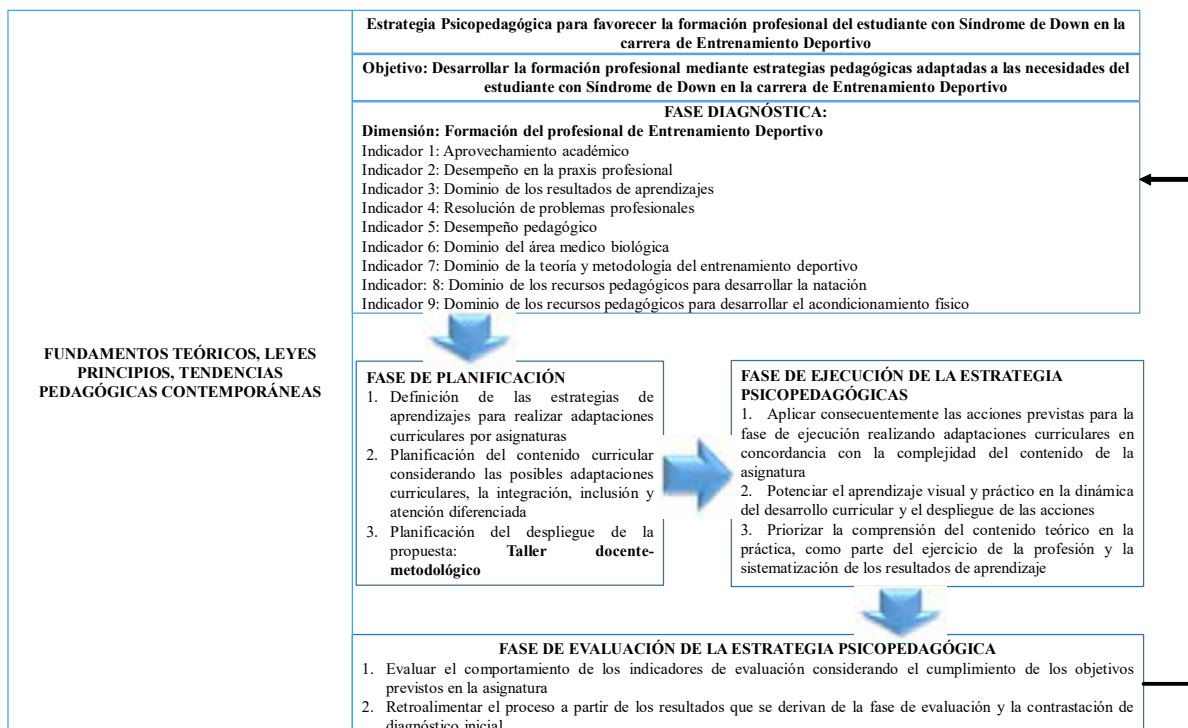 Estrategia Psicopedagógica para favorecer la formación profesional del estudiante con Síndrome de Down en la
carrera de Entrenamiento Deportivo
Objetivo: Desarrollar la formación profesional mediante estrategias pedagógicas adaptadas a las necesidades del
estudiante con Síndrome de Down en la carrera de Entrenamiento Deportivo
FASE DIAGNÓSTICA:
Dimensión: Formación del profesional de Entrenamiento Deportivo
Indicador 1: Aprovechamiento académico
Indicador 2: Desempeño en la praxis profesional
Indicador 3: Dominio de los resultados de aprendizajes
Indicador 4: Resolución de problemas profesionales
Indicador 5: Desempeño pedagógico
Indicador 6: Dominio del área medico biológica
Indicador 7: Dominio de la teoría y metodología del entrenamiento deportivo
Indicador: 8: Dominio de los recursos pedagógicos para desarrollar la natación
Indicador 9: Dominio de los recursos pedagógicos para desarrollar el acondicionamiento físico
FUNDAMENTOS TEÓRICOS, LEYES
PRINCIPIOS, TENDENCIAS
PEDAGÓGICAS CONTEMPORÁNEAS
FASE DE PLANIFICACIÓN
1. Definición de las estrategias de
aprendizajes para realizar adaptaciones
curriculares por asignaturas
2. Planificación del contenido curricular
considerando las posibles adaptaciones
curriculares, la integración, inclusión y
atención diferenciada
3. Planificación del despliegue de la
propuesta: Taller docente-
metodológico
FASE DE EJECUCIÓN DE LA ESTRATEGIA
PSICOPEDAGÓGICAS
1. Aplicar consecuentemente las acciones previstas para la
fase de ejecución realizando adaptaciones curriculares en
concordancia con la complejidad del contenido de la
asignatura
2. Potenciar el aprendizaje visual y práctico en la dinámica
del desarrollo curricular y el despliegue de las acciones
3. Priorizar la comprensión del contenido teórico en la
práctica, como parte del ejercicio de la profesión y la
sistematización de los resultados de aprendizaje
FASE DE EVALUACIÓN DE LA ESTRATEGIA PSICOPEDAGÓGICA
1. Evaluar el comportamiento de los indicadores de evaluación considerando el cumplimiento de los objetivos
previstos en la asignatura
2. Retroalimentar el proceso a partir de los resultados que se derivan de la fase de evaluación y la contrastación de
diagnóstico inicial